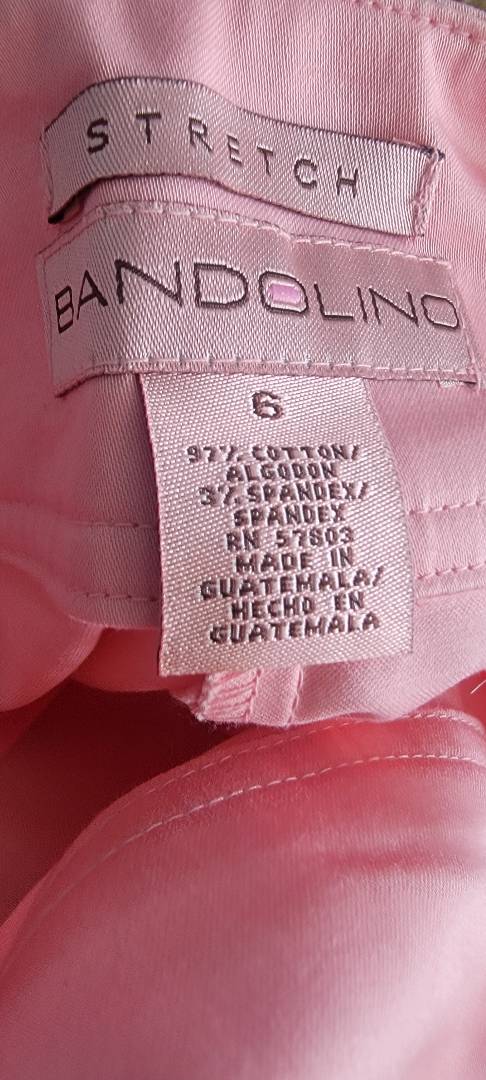 STRETCH
BANDOLINO
6
97% COTTON/
ALGODON
3% SPANDEX/
SPANDEX
RN 57803
MADE IN
GUATEMALA/
HECHO EN
GUATEMALA